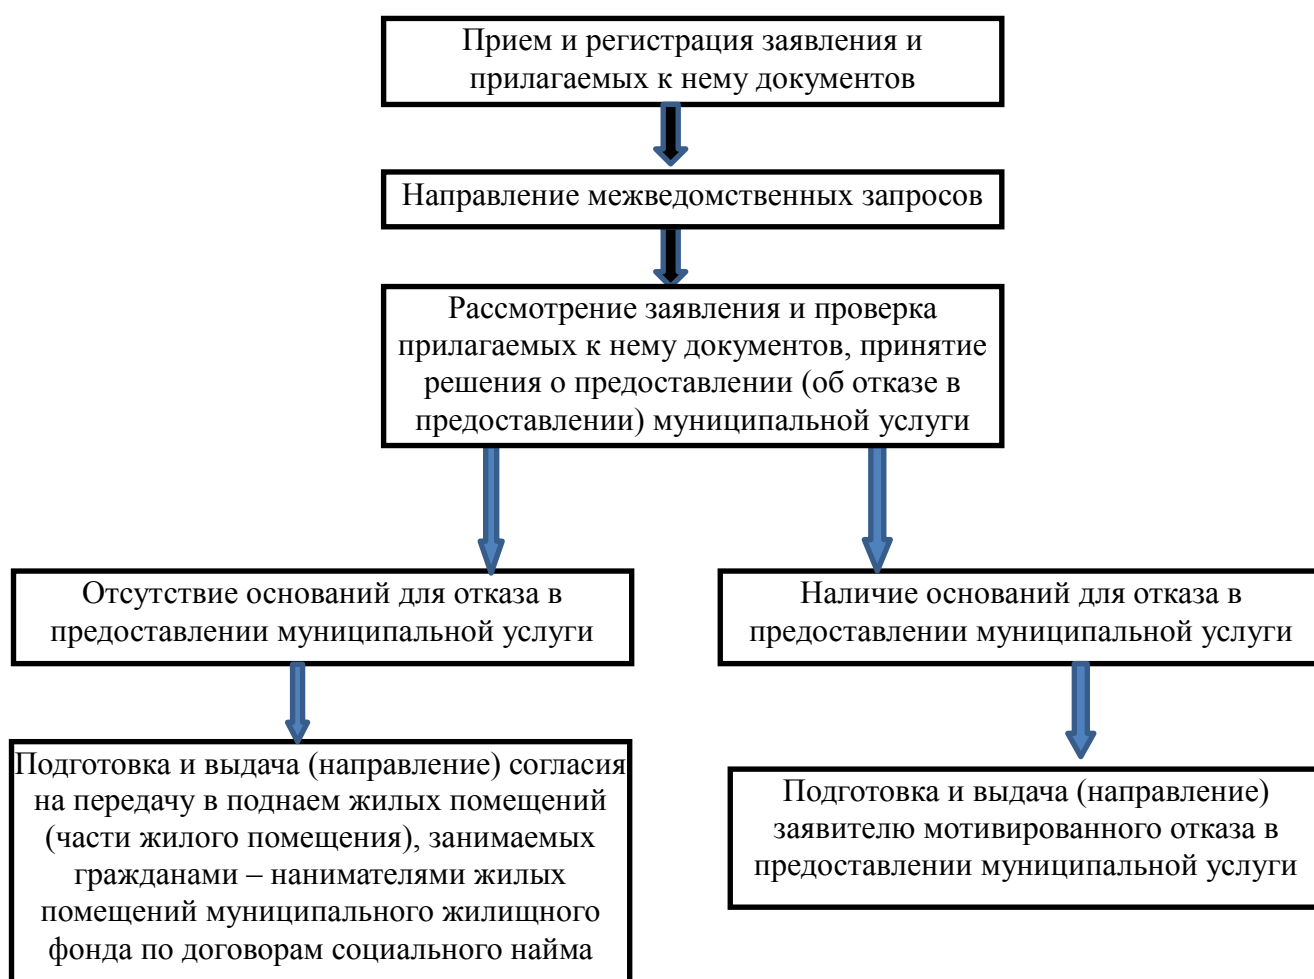 Прием и регистрация заявления и
прилагаемых к нему документов
Направление межведомственных запросов
Рассмотрение заявления и проверка
прилагаемых к нему документов, принятие
решения о предоставлении (об отказе в
предоставлении) муниципальной услуги
Отсутствие оснований для отказа в
предоставлении муниципальной услуги
Наличие оснований для отказа в
предоставлении муниципальной услуги
Подготовка и выдача (направление) согласия
на передачу в поднаем жилых помещений
(части жилого помещения), занимаемых
гражданами – нанимателями жилых
помещений муниципального жилищного
фонда по договорам социального найма
Подготовка и выдача (направление)
заявителю мотивированного отказа в
предоставлении муниципальной услуги